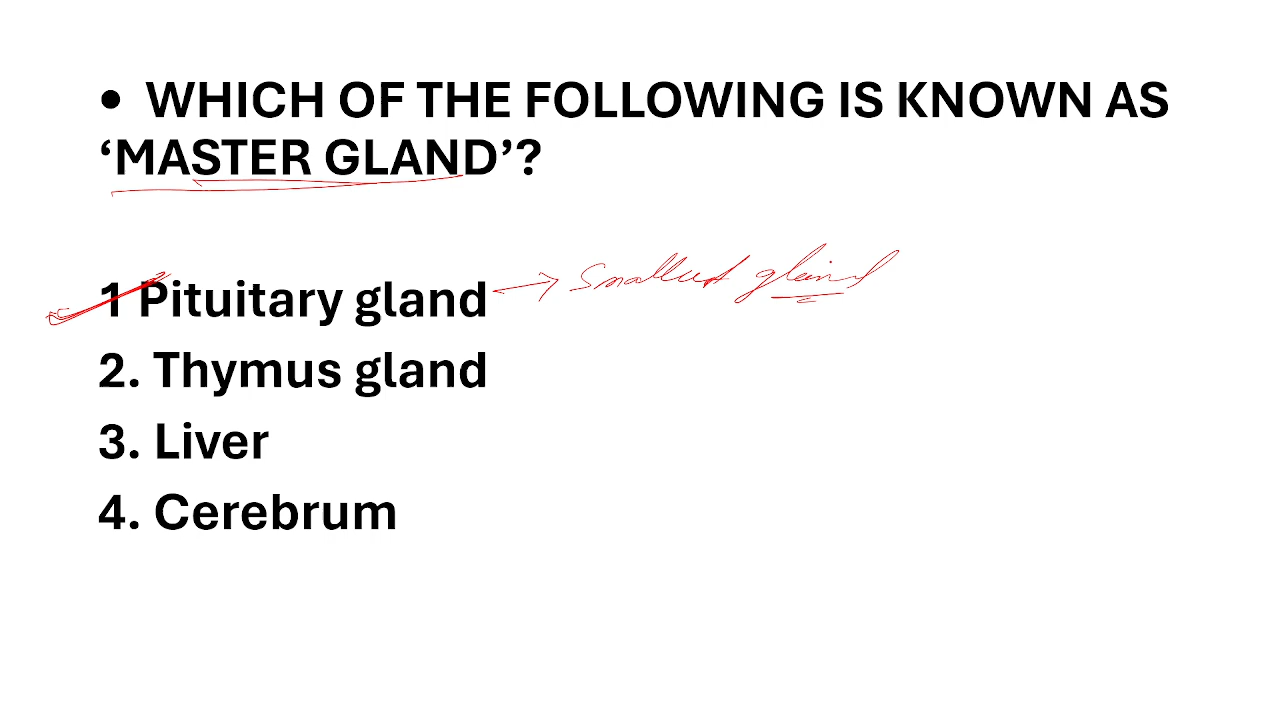 • WHICH OF THE FOLLOWING IS KNOWN AS
‘MASTER GLAND’?
1 Pituitary gland → Smallest gland
2. Thymus gland
3. Liver
4. Cerebrum